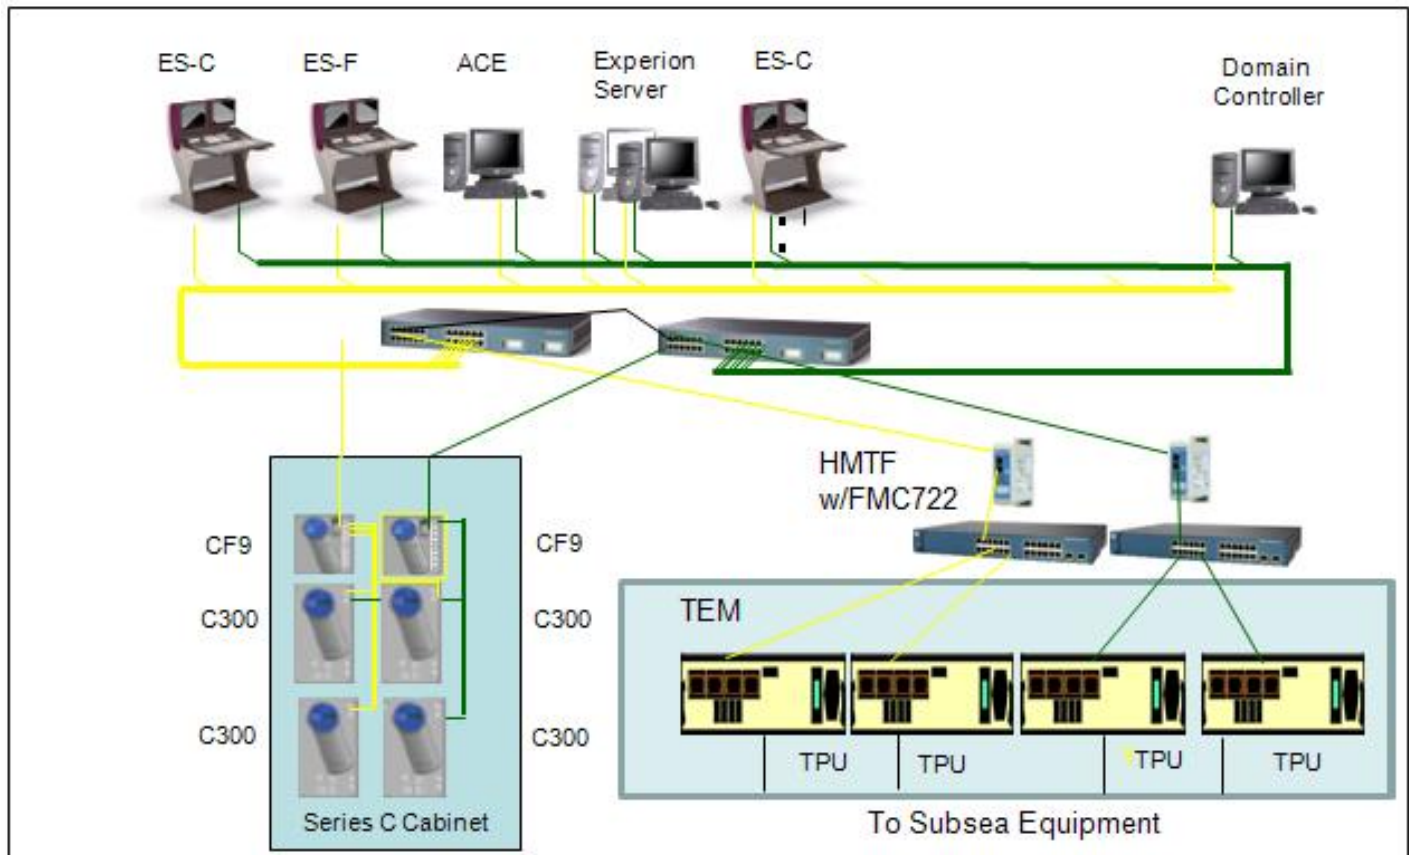 ES-C
ES-F
ACE
Experion
Server
ES-C
Domain
Controller
HMTF
w/FMC722
CF9
CF9
C300
C300
C300
C300
Series C Cabinet
TEM
TPU
TPU
TPU
TPU
To Subsea Equipment